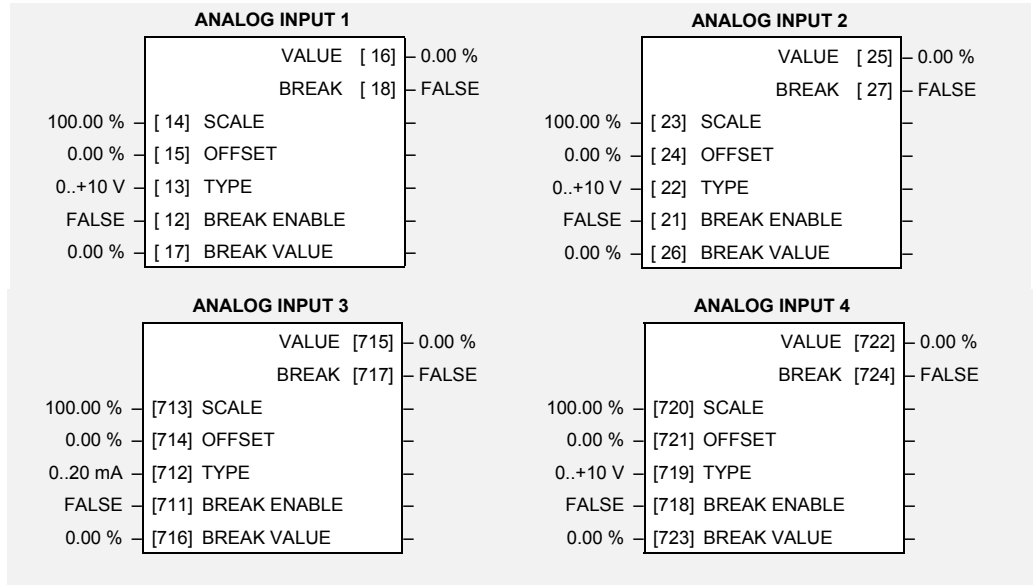 ANALOG INPUT 1
VALUE [ 16] – 0.00 %
BREAK [ 18] – FALSE
100.00 % – [ 14] SCALE –
0.00 % – [ 15] OFFSET –
0..+10 V – [ 13] TYPE –
FALSE – [ 12] BREAK ENABLE –
0.00 % – [ 17] BREAK VALUE –
ANALOG INPUT 2
VALUE [ 25] – 0.00 %
BREAK [ 27] – FALSE
100.00 % – [ 23] SCALE –
0.00 % – [ 24] OFFSET –
0..+10 V – [ 22] TYPE –
FALSE – [ 21] BREAK ENABLE –
0.00 % – [ 26] BREAK VALUE –
ANALOG INPUT 3
VALUE [715] – 0.00 %
BREAK [717] – FALSE
100.00 % – [713] SCALE –
0.00 % – [714] OFFSET –
0..20 mA – [712] TYPE –
FALSE – [711] BREAK ENABLE –
0.00 % – [716] BREAK VALUE –
ANALOG INPUT 4
VALUE [722] – 0.00 %
BREAK [724] – FALSE
100.00 % – [720] SCALE –
0.00 % – [721] OFFSET –
0..+10 V – [719] TYPE –
FALSE – [718] BREAK ENABLE –
0.00 % – [723] BREAK VALUE –